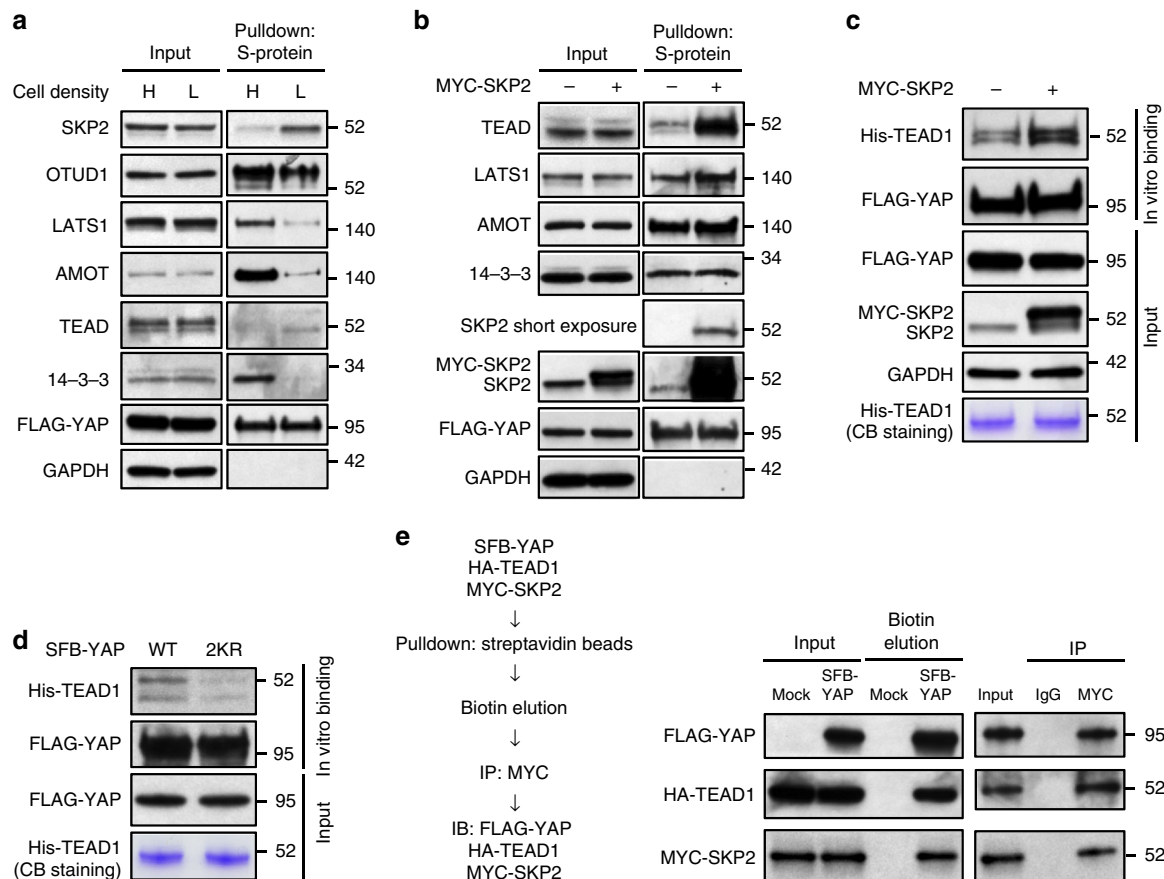 a
Input
Pulldown:
S-protein
Cell density H L H L
SKP2 52
OTUD1 52
LATS1 140
AMOT 140
TEAD 52
14–3–3 34
FLAG-YAP 95
GAPDH 42
b
Input
Pulldown:
S-protein
MYC-SKP2 – + – +
TEAD 52
LATS1 140
AMOT 140
14–3–3 34
SKP2 short exposure 52
MYC-SKP2
SKP2 52
FLAG-YAP 95
GAPDH 42
c
MYC-SKP2 – +
His-TEAD1 52
FLAG-YAP 95
In vitro binding
FLAG-YAP 95
MYC-SKP2
SKP2 52
GAPDH 42
His-TEAD1
(CB staining) 52
Input
d
SFB-YAP WT 2KR
His-TEAD1 52
FLAG-YAP 95
In vitro binding
FLAG-YAP 95
His-TEAD1
(CB staining) 52
Input
e
SFB-YAP
HA-TEAD1
MYC-SKP2
↓
Pulldown: streptavidin beads
↓
Biotin elution
↓
IP: MYC
↓
IB: FLAG-YAP
HA-TEAD1
MYC-SKP2
Input
Biotin
elution
IP
Mock SFB-
YAP Mock SFB-
YAP Input IgG MYC
FLAG-YAP 95
HA-TEAD1 52
MYC-SKP2 52